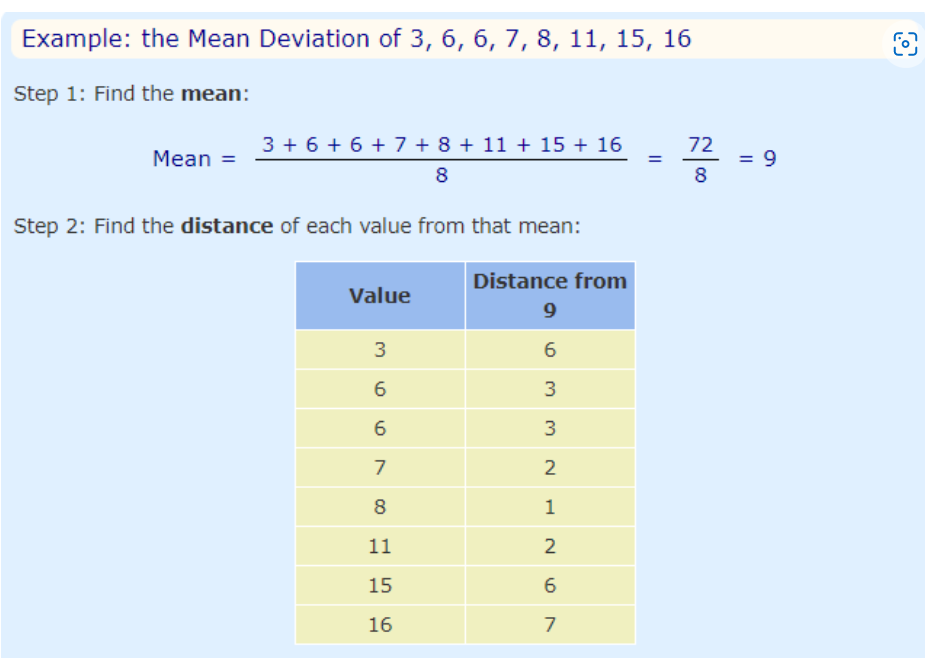 Example: the Mean Deviation of 3, 6, 6, 7, 8, 11, 15, 16
Step 1: Find the mean:
Mean = 3 + 6 + 6 + 7 + 8 + 11 + 15 + 16 / 8 = 72 / 8 = 9
Step 2: Find the distance of each value from that mean:
Value Distance from 9
3 6
6 3
6 3
7 2
8 1
11 2
15 6
16 7